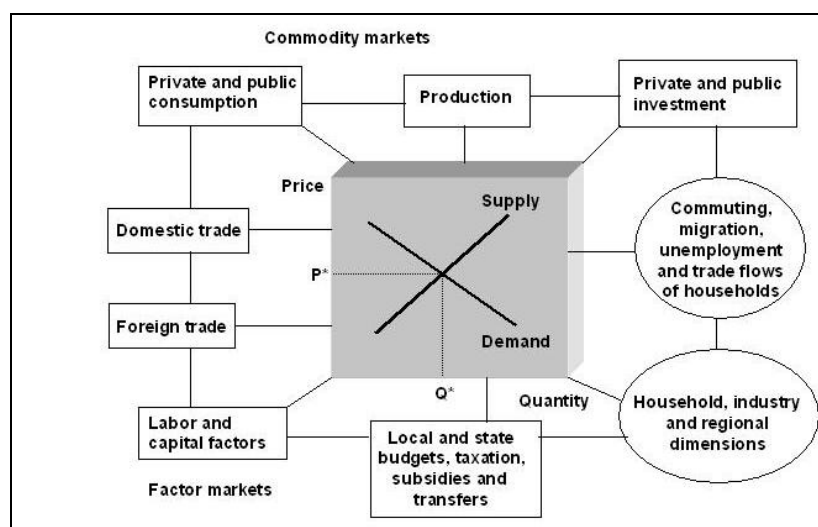 Commodity markets
Private and public
consumption
Production
Private and public
investment
Price
Supply
Domestic trade
Commuting,
migration,
unemployment
and trade flows
of households
P*
Foreign trade
Demand
Q*
Quantity
Labor and
capital factors
Local and state
budgets, taxation,
subsidies and
transfers
Household, industry
and regional
dimensions
Factor markets